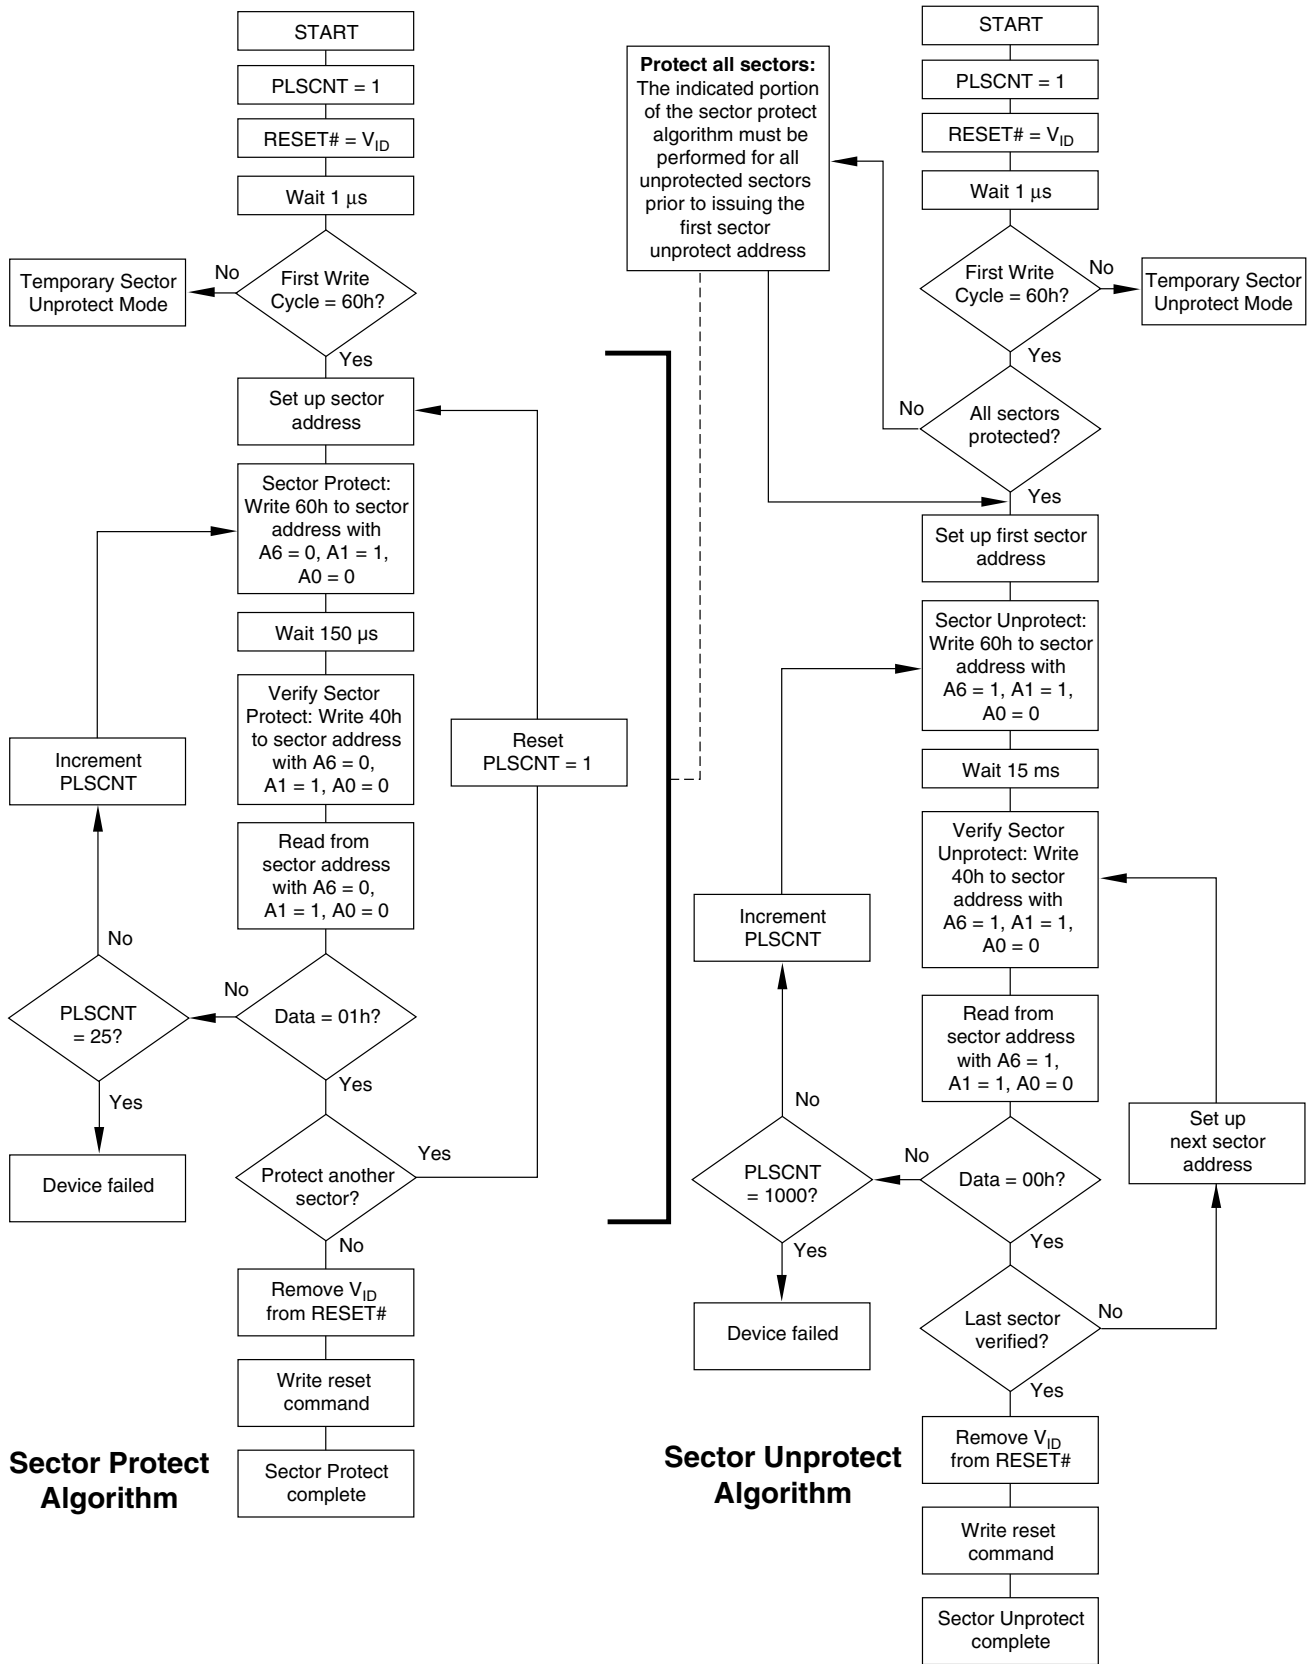 START
PLSCNT = 1
RESET# = VID
Wait 1 μs
First Write
Cycle = 60h?
No
Temporary Sector
Unprotect Mode
Yes
Set up sector
address
Sector Protect:
Write 60h to sector
address with
A6 = 0, A1 = 1,
A0 = 0
Wait 150 µs
Verify Sector
Protect: Write 40h
to sector address
with A6 = 0,
A1 = 1, A0 = 0
Reset
PLSCNT = 1
Increment
PLSCNT
Read from
sector address
with A6 = 0,
A1 = 1, A0 = 0
No
No
PLSCNT
= 25?
Data = 01h?
Yes
Yes
Device failed
Protect another
sector?
Yes
No
Remove VID
from RESET#
Write reset
command
Sector Protect
complete
Sector Protect
Algorithm
Protect all sectors:
The indicated portion
of the sector protect
algorithm must be
performed for all
unprotected sectors
prior to issuing the
first sector
unprotect address
START
PLSCNT = 1
RESET# = VID
Wait 1 μs
First Write
Cycle = 60h?
No
Temporary Sector
Unprotect Mode
Yes
No
All sectors
protected?
Yes
Set up first sector
address
Sector Unprotect:
Write 60h to sector
address with
A6 = 1, A1 = 1,
A0 = 0
Wait 15 ms
Verify Sector
Unprotect: Write
40h to sector
address with
A6 = 1, A1 = 1,
A0 = 0
Increment
PLSCNT
Read from
sector address
with A6 = 1,
A1 = 1, A0 = 0
No
Set up
next sector
address
No
PLSCNT
= 1000?
Data = 00h?
Yes
Yes
Device failed
Last sector
verified?
No
Yes
Remove VID
from RESET#
Write reset
command
Sector Unprotect
complete
Sector Unprotect
Algorithm